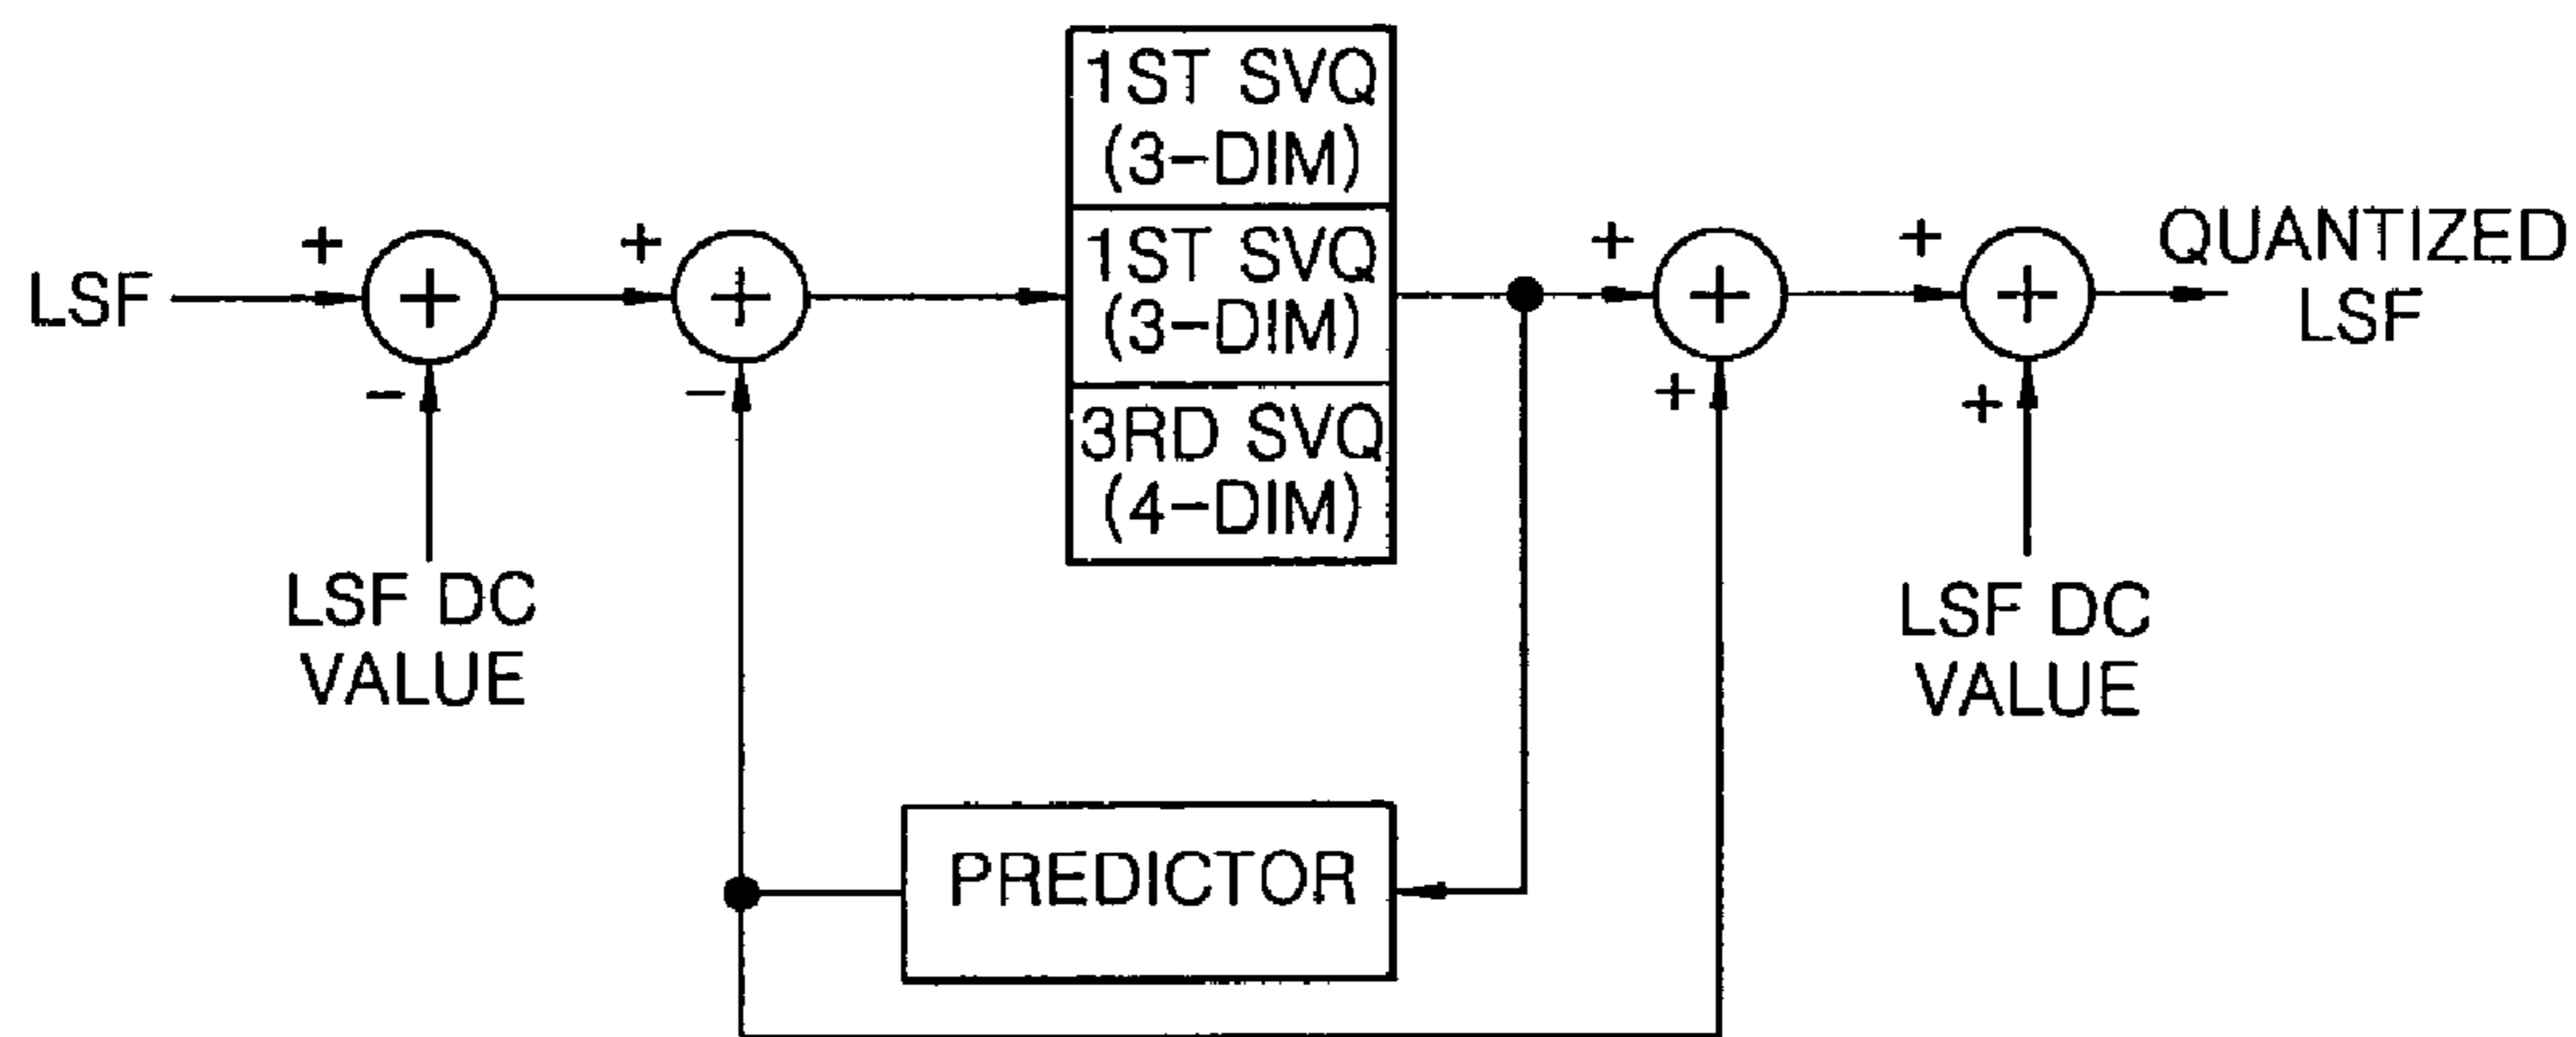 1ST SVQ
(3-DIM)
1ST SVQ
(3-DIM)
3RD SVQ
(4-DIM)
+
+
+
+
QUANTIZED
LSF
LSF
+
+
+
+
-
-
+
+
LSF DC
VALUE
LSF DC
VALUE
PREDICTOR